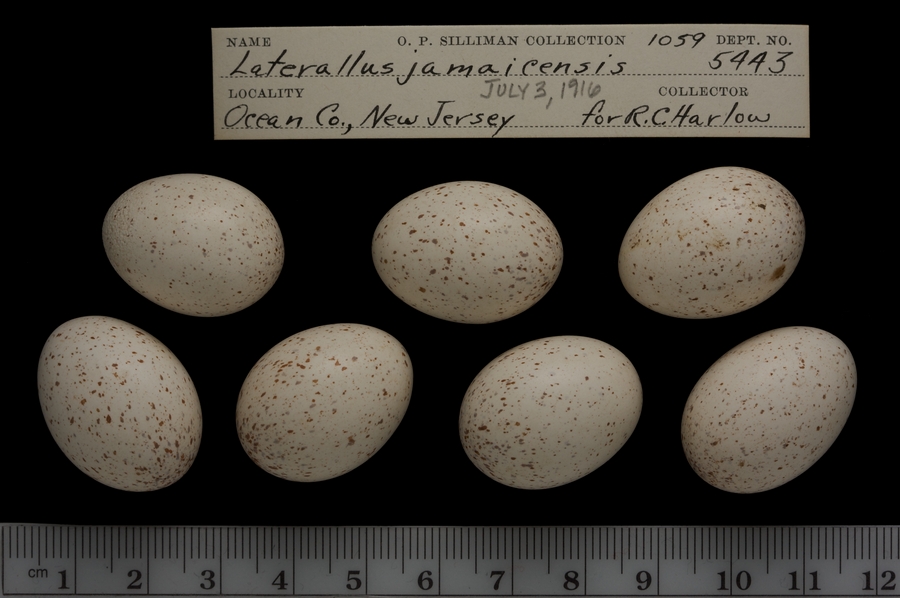 NAME O. P. SILLIMAN COLLECTION 1059 DEPT. NO.
Laterallus jamaicensis 5443
LOCALITY JULY 3, 1916 COLLECTOR
Ocean Co., New Jersey for R.C. Harlow
cm 1 2 3 4 5 6 7 8 9 10 11 12